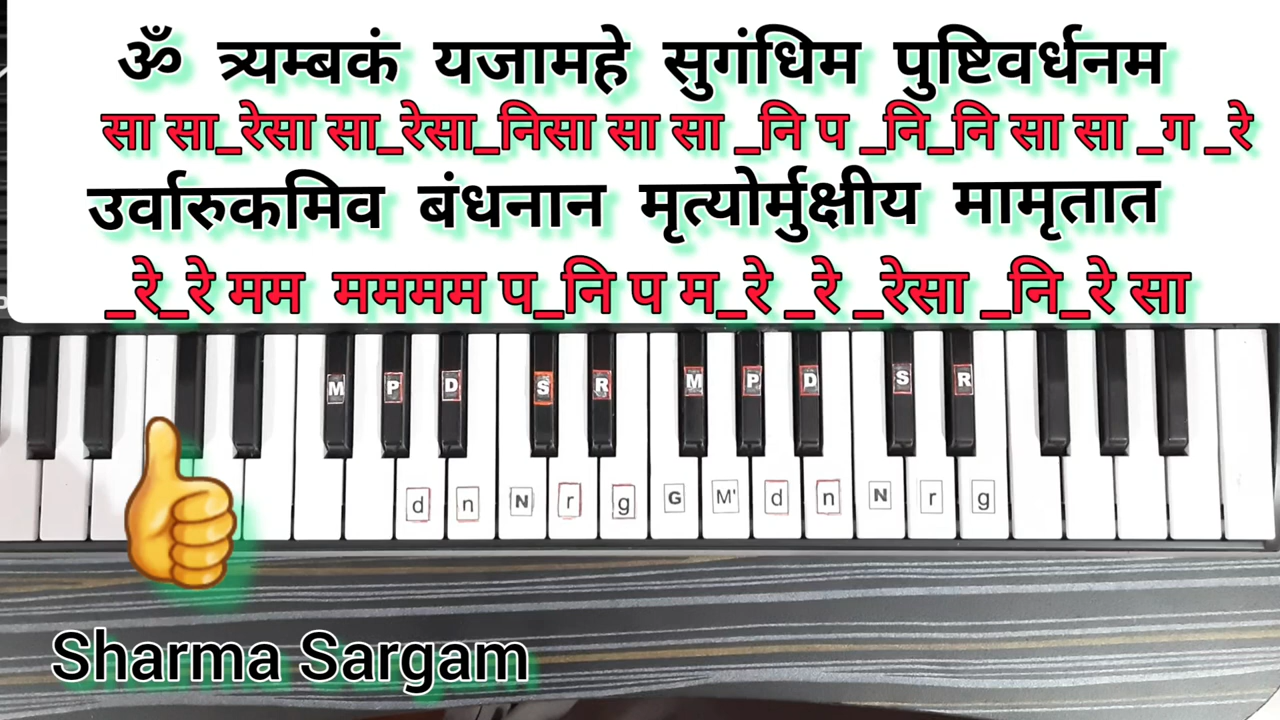 ॐ त्र्यम्बकं यजामहे सुगंधिम पुष्टिवर्धनम
सा सा_रेसा सा_रेसा_निसा सा सा _नि प _नि_नि सा सा _ग _रे
उर्वारुकमिव बंधनान मृत्योर्मुक्षीय मामृतात
_रे_रे मम मममम प_नि प म_रे _रे _रेसा _नि_रे सा
M P D S R M P D S R
d n N r g G M' d n N r g
Sharma Sargam